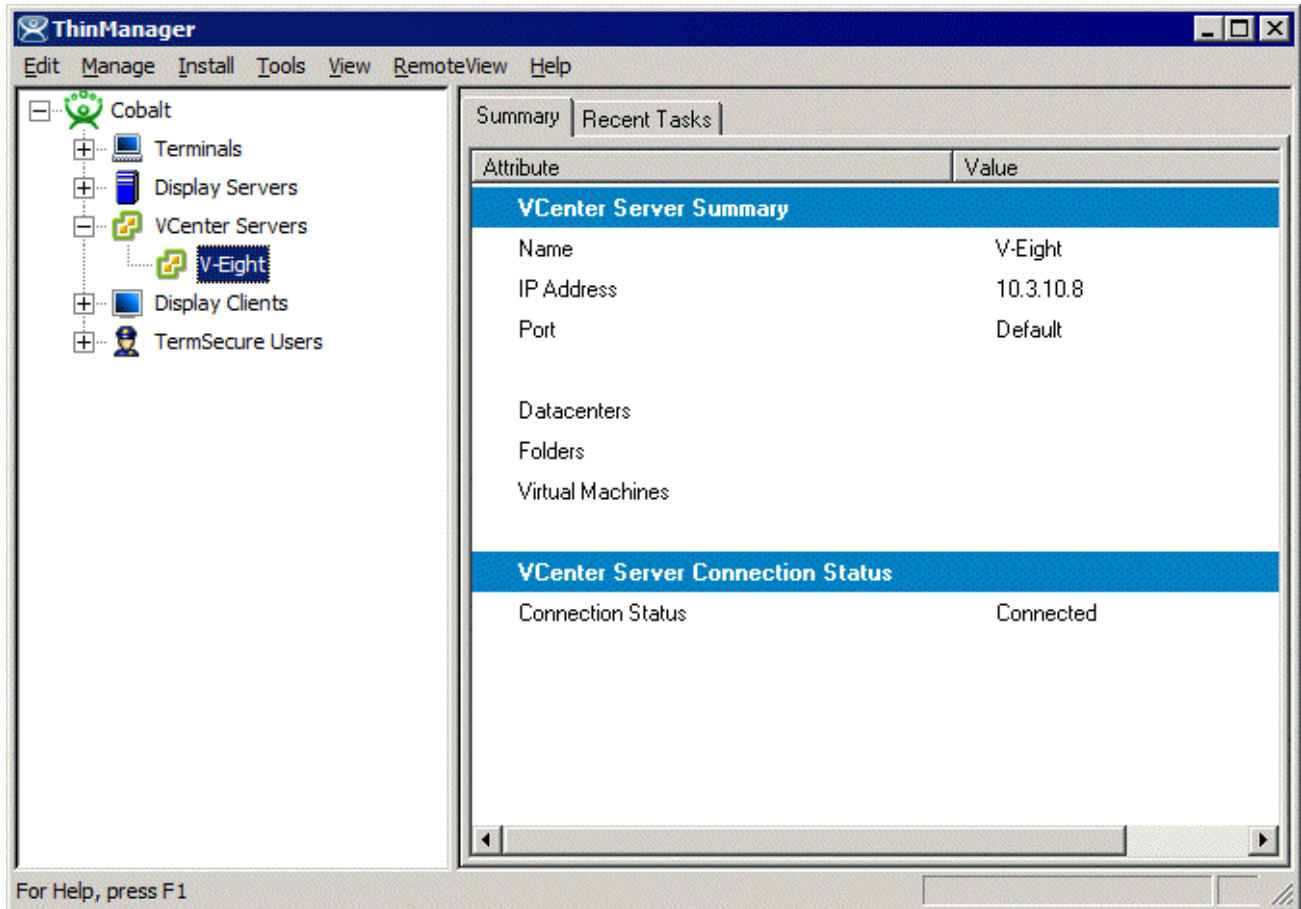 ThinManager
Edit Manage Install Tools View RemoteView Help
Cobalt
Terminals
Display Servers
VCenter Servers
V-Eight
Display Clients
TermSecure Users
Summary Recent Tasks
Attribute Value
VCenter Server Summary
Name V-Eight
IP Address 10.3.10.8
Port Default
Datacenters
Folders
Virtual Machines
VCenter Server Connection Status
Connection Status Connected
For Help, press F1